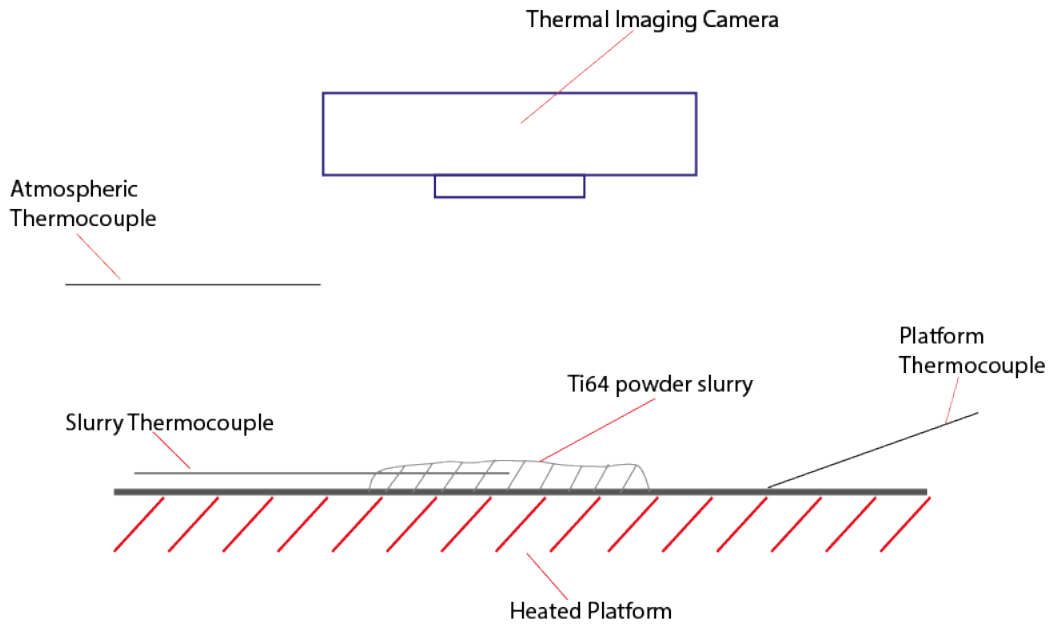 Thermal Imaging Camera
Atmospheric
Thermocouple
Platform
Thermocouple
Ti64 powder slurry
Slurry Thermocouple
Heated Platform